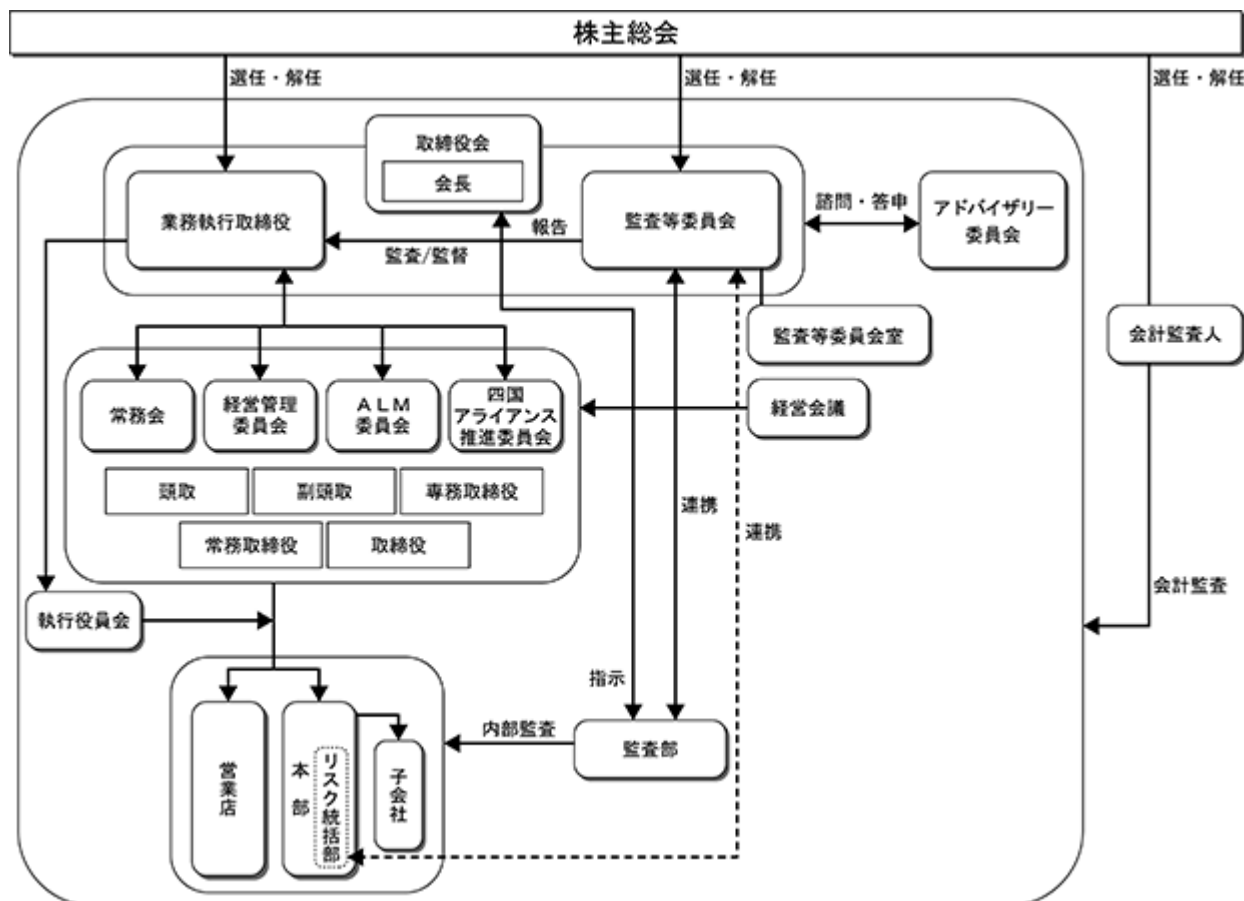 株主総会
選任・解任
選任・解任
選任・解任
取締役会
会長
業務執行取締役
監査等委員会
諮問・答申
アドバイザリー
委員会
報告
監査/監督
監査等委員会室
会計監査人
常務会
経営管理
委員会
ALM
委員会
四国
アライアンス
推進委員会
経営会議
頭取
副頭取
専務取締役
常務取締役
取締役
連携
連携
執行役員会
会計監査
指示
内部監査
監査部
営業店
本部
リスク統括部
子会社